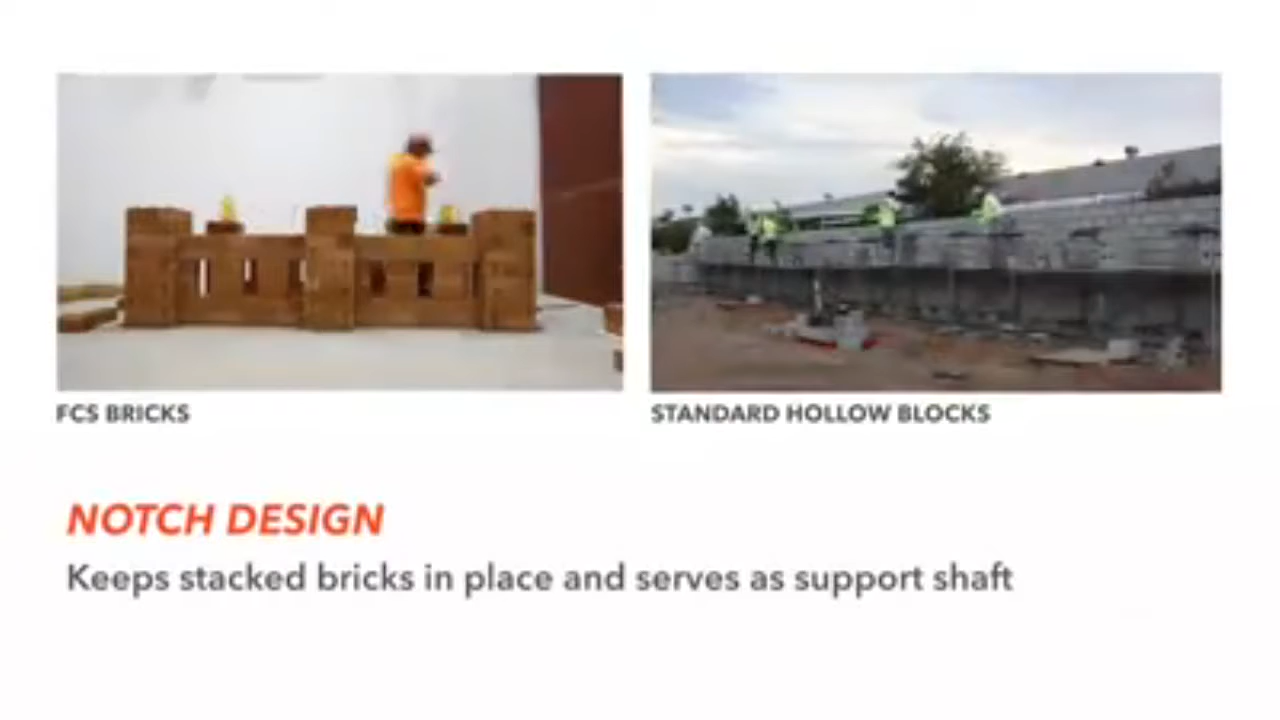 FCS BRICKS
STANDARD HOLLOW BLOCKS
NOTCH DESIGN
Keeps stacked bricks in place and serves as support shaft